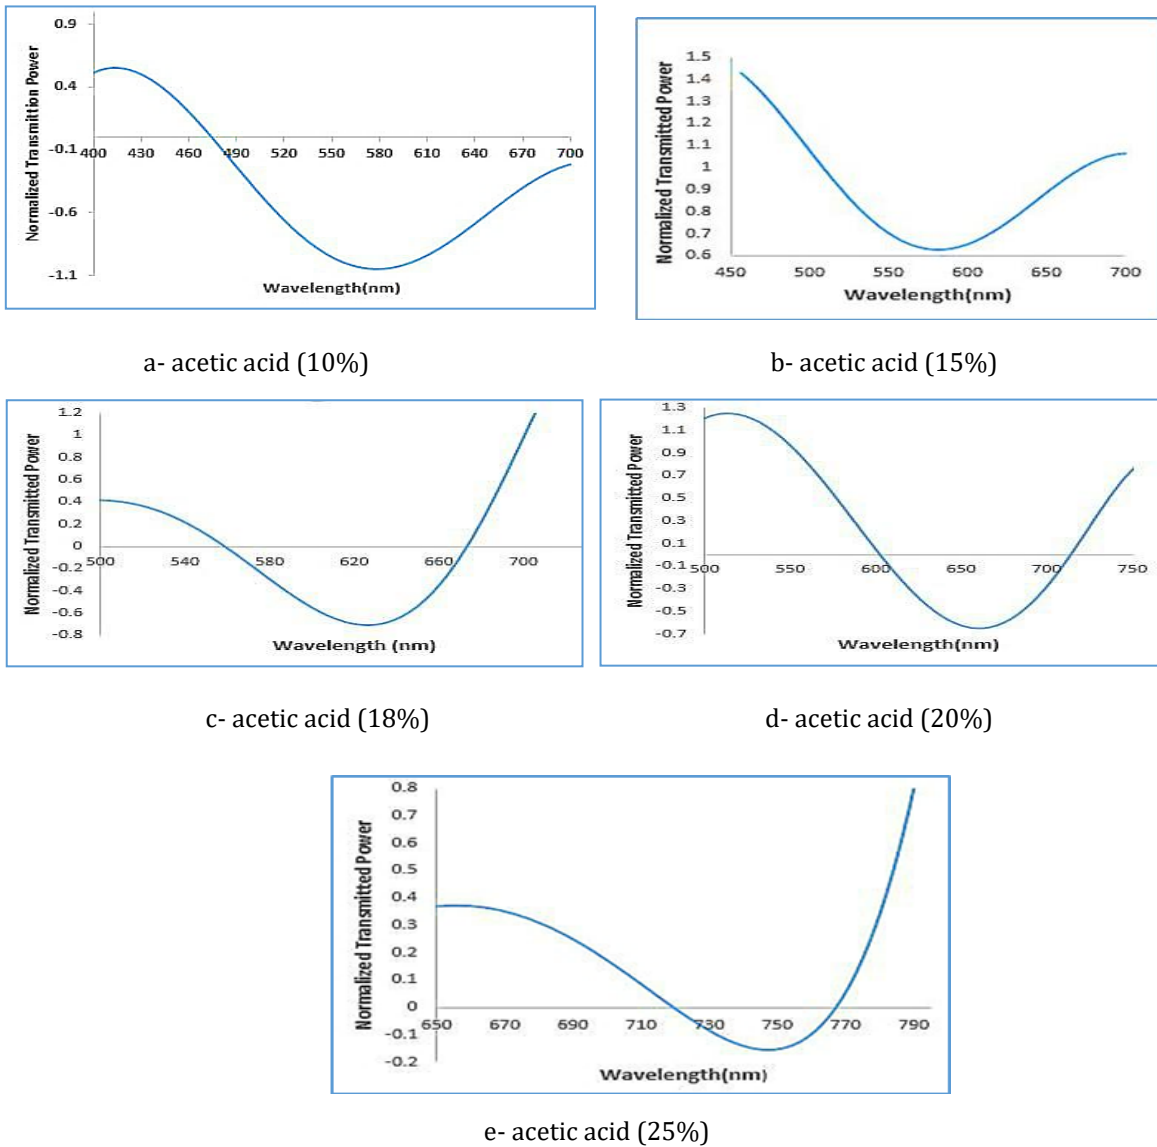 Normalized Transmittion Power
0.9
0.4
-0.1
-0.6
-1.1
400 430 460 490 520 550 580 610 640 670 700
Wavelength(nm)
a- acetic acid (10%)
Normalized Transmitted Power
1.5
1.4
1.3
1.2
1.1
1
0.9
0.8
0.7
0.6
450 500 550 600 650 700
Wavelength(nm)
b- acetic acid (15%)
Normalized Transmitted Power
1.2
1
0.8
0.6
0.4
0.2
0
-0.2
-0.4
-0.6
-0.8
500 540 580 620 660 700
Wavelength (nm)
c- acetic acid (18%)
Normalized Transmitted Power
1.3
1.1
0.9
0.7
0.5
0.3
0.1
-0.1
-0.3
-0.5
-0.7
500 550 600 650 700 750
Wavelength(nm)
d- acetic acid (20%)
Normalized Transmitted Power
0.8
0.7
0.6
0.5
0.4
0.3
0.2
0.1
0
-0.1
-0.2
650 670 690 710 730 750 770 790
Wavelength(nm)
e- acetic acid (25%)